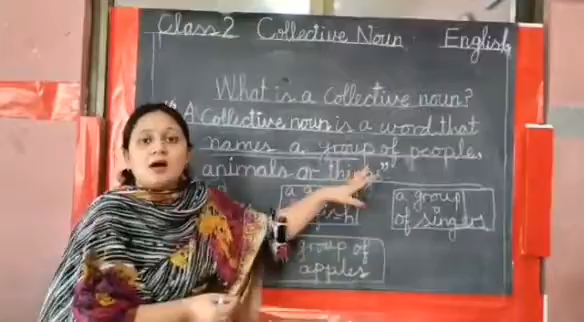 Class 2 Collective Noun English
What is a collective noun?
"A Collective noun is a word that
names a group of people,
animals or things"
a
a group
of singers
group of
apples